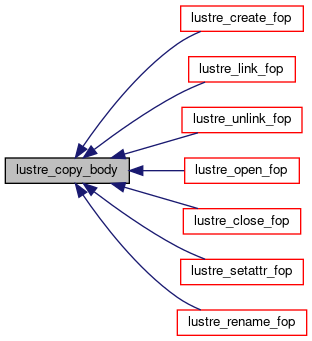 lustre_create_fop
lustre_link_fop
lustre_unlink_fop
lustre_copy_body
lustre_open_fop
lustre_close_fop
lustre_setattr_fop
lustre_rename_fop